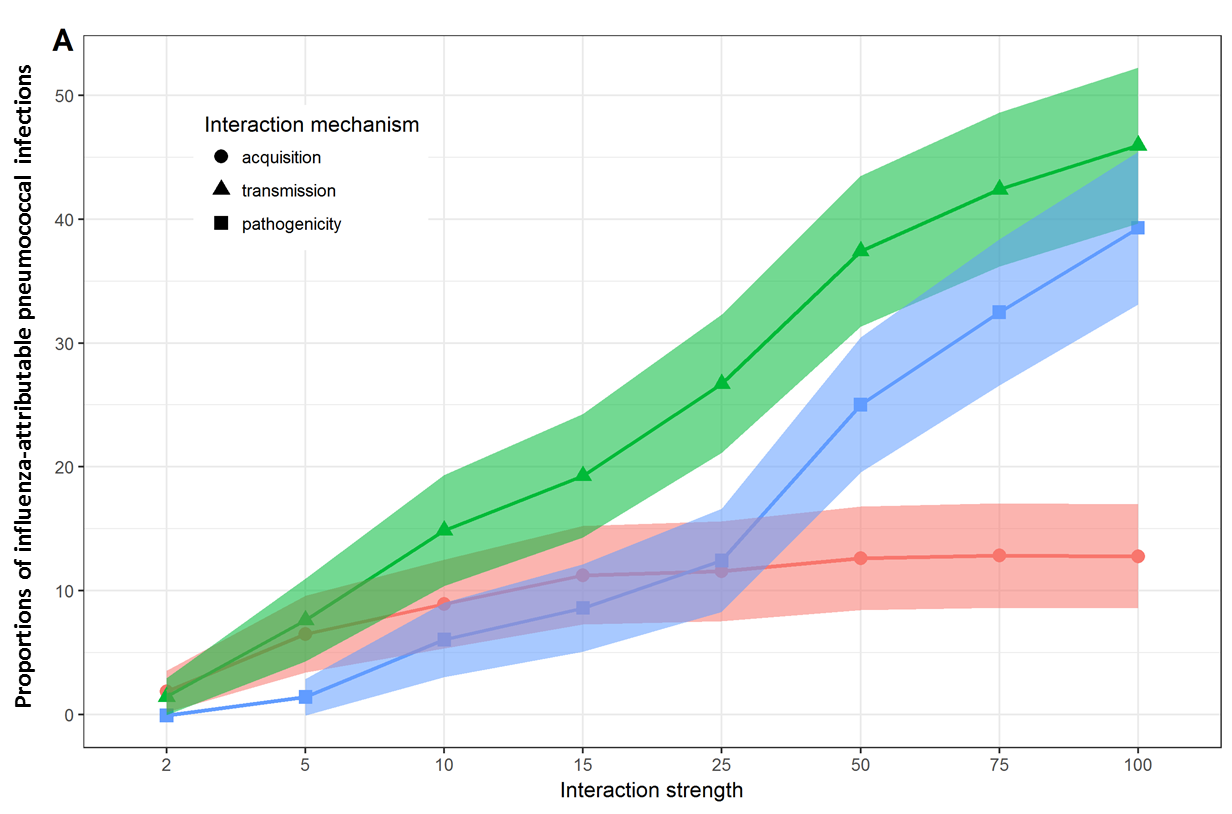 A
Proportions of influenza-attributable pneumococcal infections
50
40
30
20
10
0
Interaction mechanism
acquisition
transmission
pathogenicity
2 5 10 15 25 50 75 100
Interaction strength